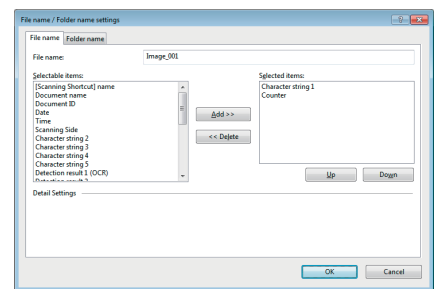 File name / Folder name settings
File name
Folder name
File name:
Image_001
Selectable items:
[Scanning Shortcut] name
Document name
Document ID
Date
Time
Scanning Side
Character string 2
Character string 3
Character string 4
Character string 5
Detection result 1 (OCR)
Add >>
<< Delete
Selected items:
Character string 1
Counter
Up
Down
Detail Settings
OK
Cancel